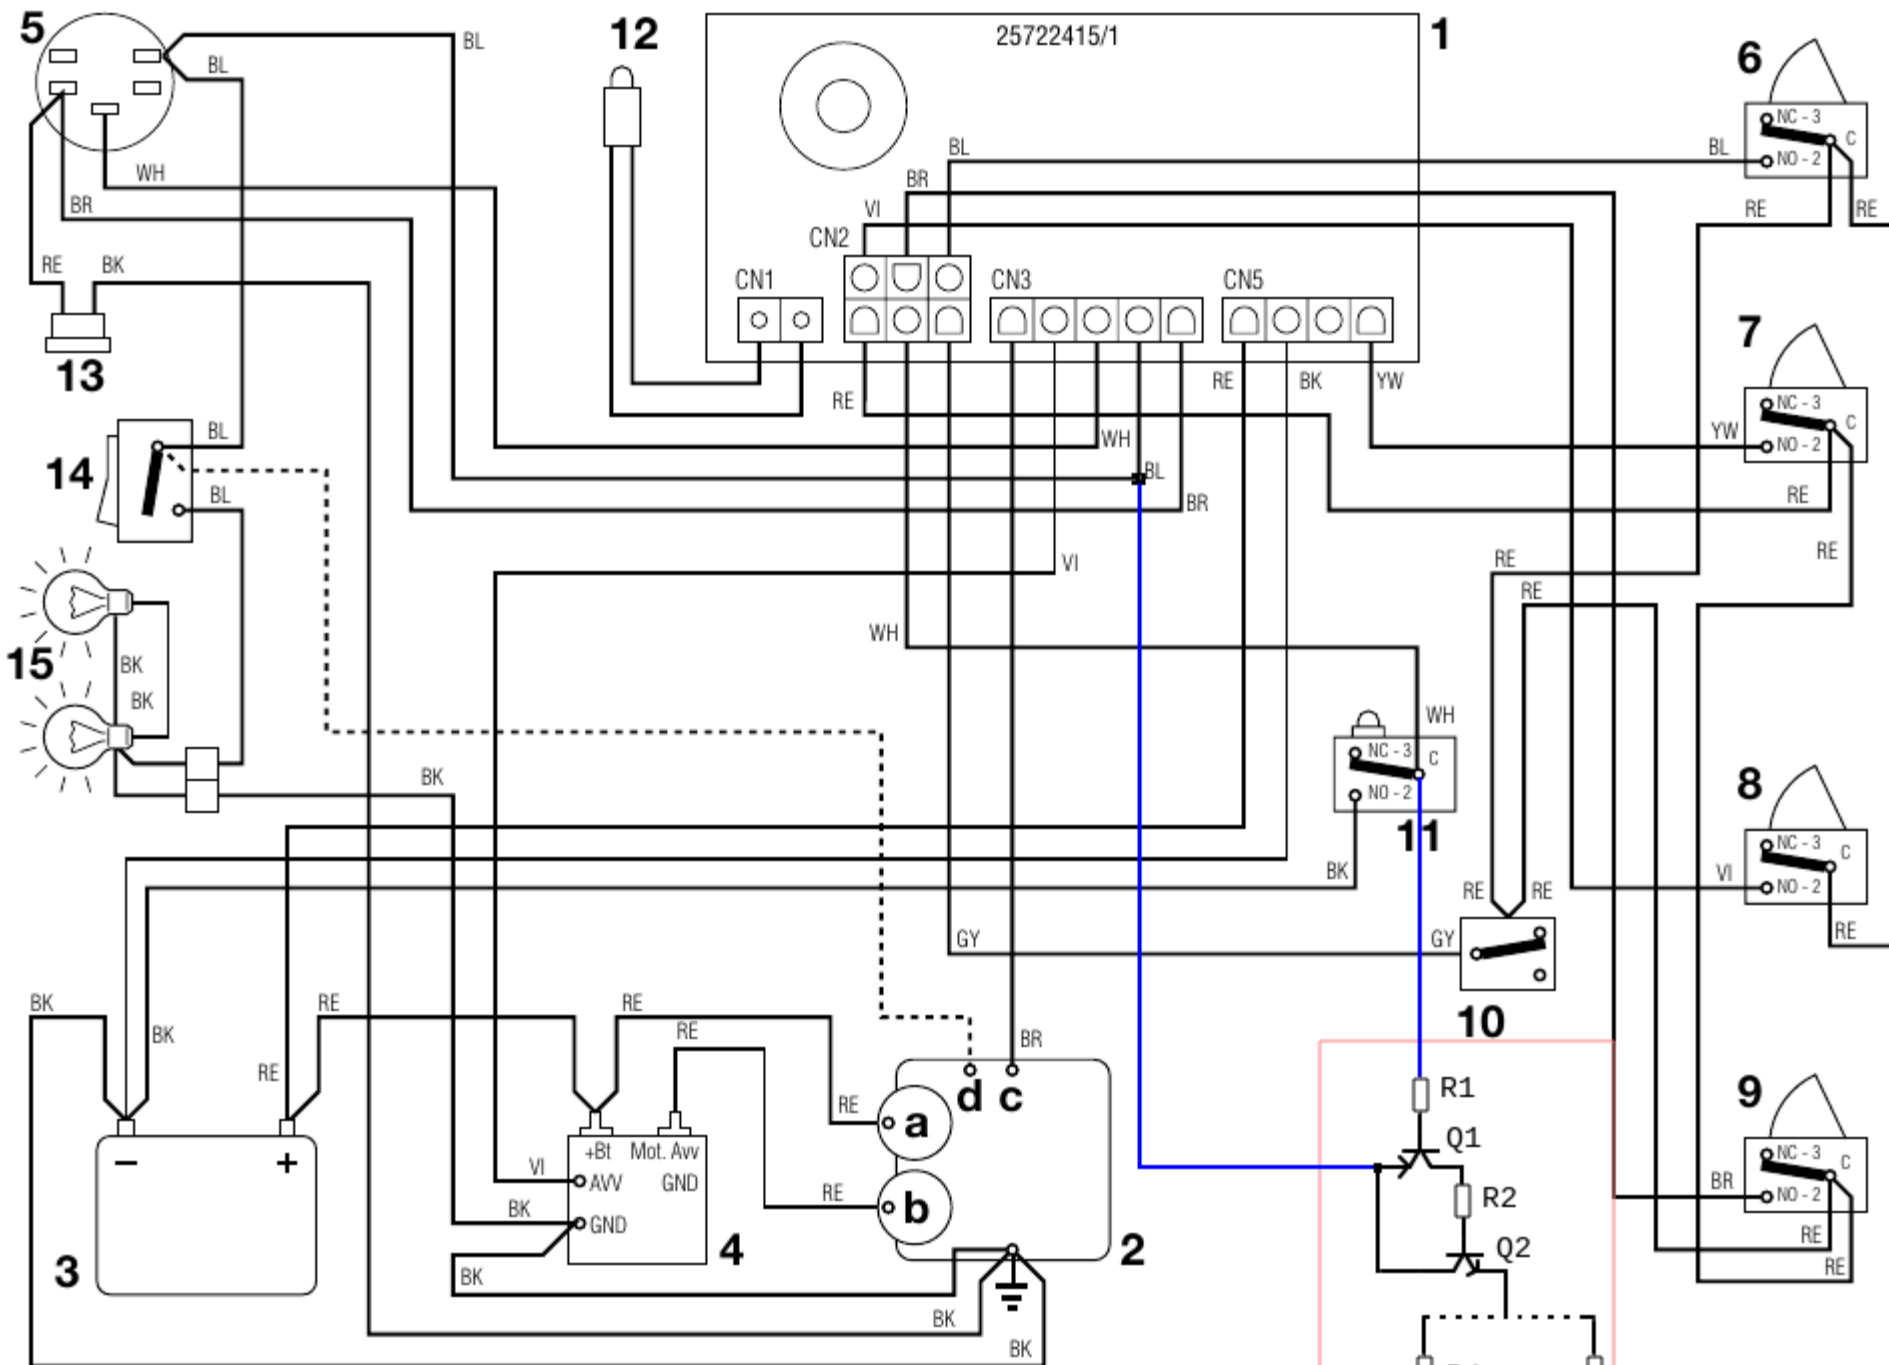 5
12
25722415/1
1
6
BL
BL
NC - 3
C
NO - 2
BL
BL
WH
BR
RE
RE
BR
VI
CN2
RE
BK
CN1
CN3
CN5
7
13
NC - 3
C
NO - 2
RE
BK
YW
RE
YW
BL
WH
14
BL
BL
BR
RE
VI
RE
RE
RE
WH
15
BK
BK
WH
NC - 3
C
NO - 2
8
NC - 3
C
NO - 2
BK
11
BK
VI
RE
RE
GY
GY
RE
10
BK
BK
RE
RE
RE
RE
BR
d
c
R1
9
RE
a
Q1
NC - 3
C
NO - 2
−
+
+Bt
Mot. Avv
VI
AVV
GND
BR
RE
b
R2
BK
GND
3
4
2
Q2
RE
RE
BK
BK
BK